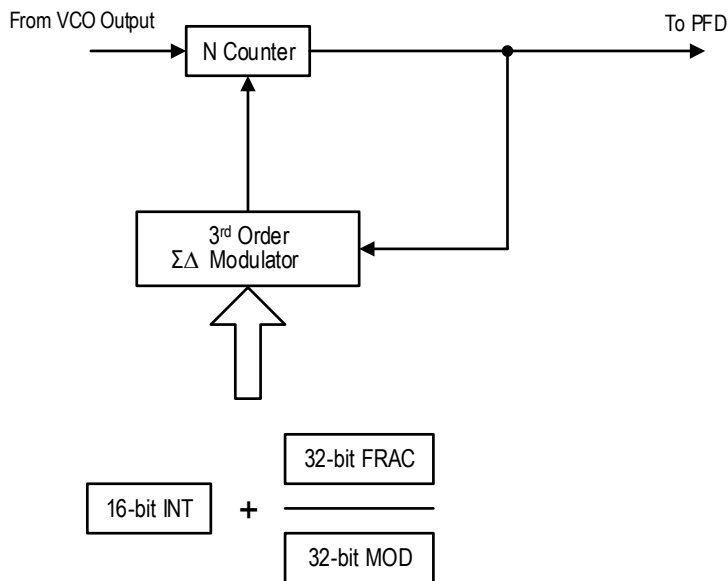 From VCO Output
To PFD
N Counter
3rd Order
ΣΔ Modulator
32-bit FRAC
16-bit INT
+
32-bit MOD